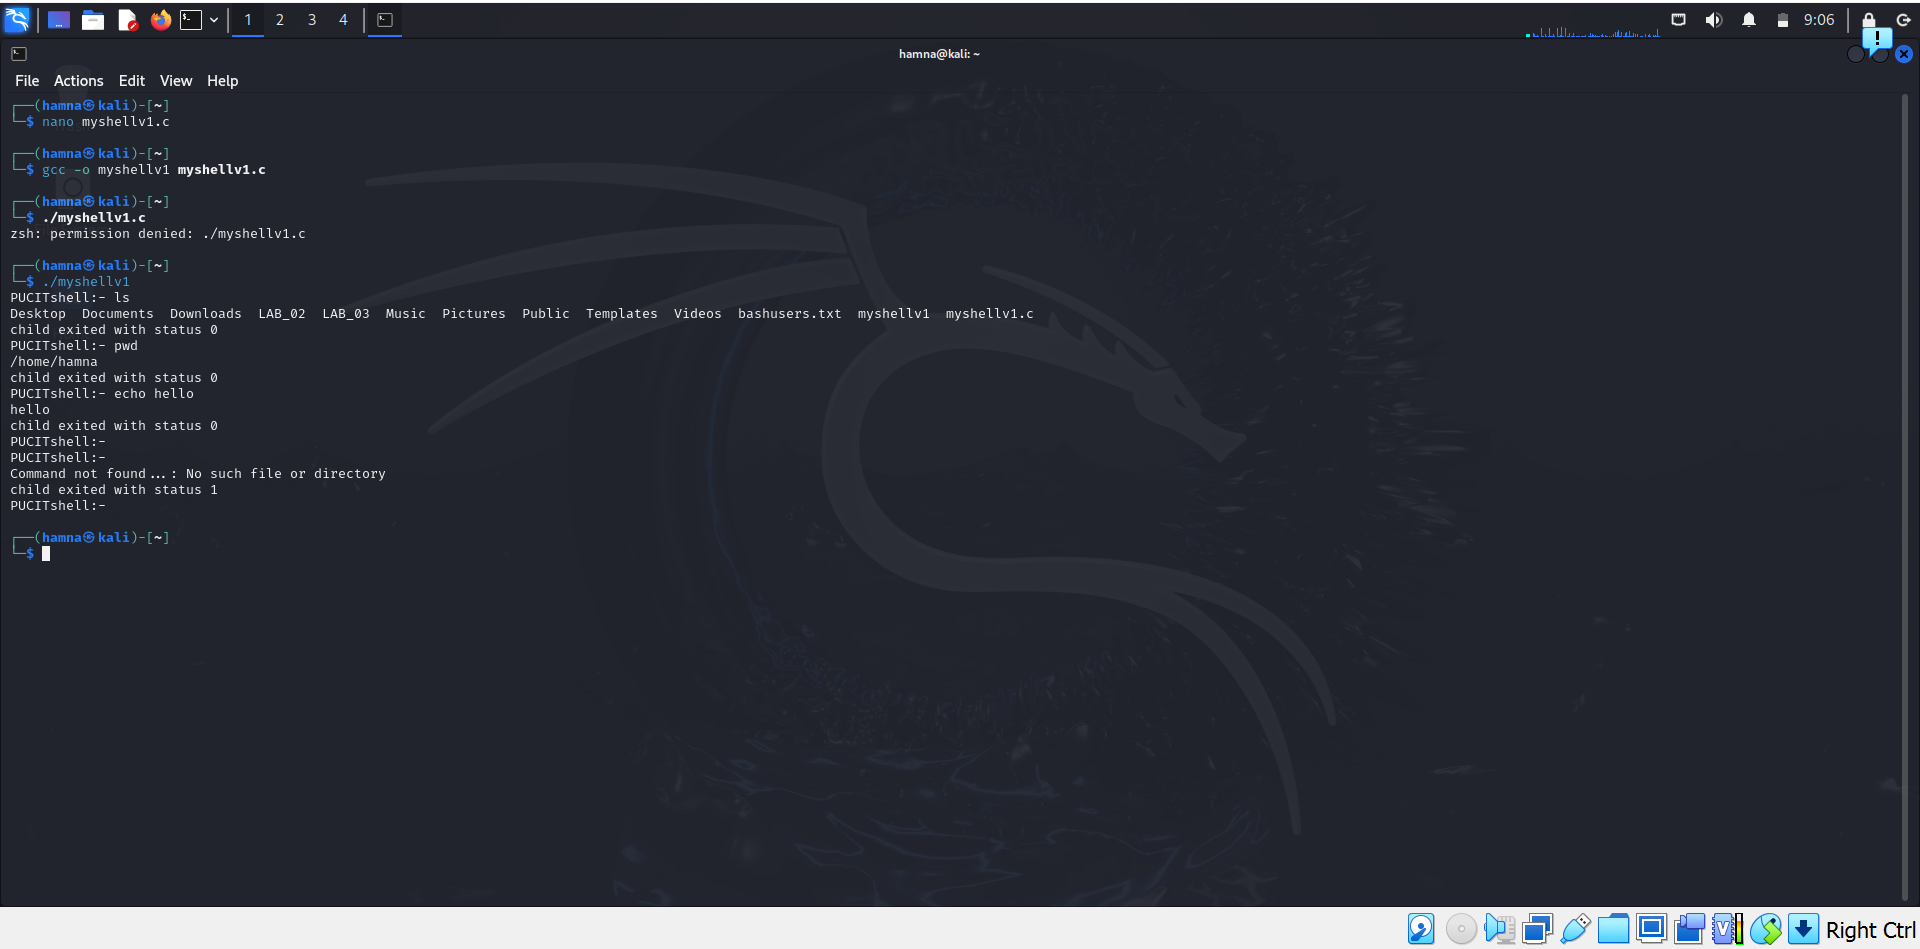 1 2 3 4
9:06
hamna@kali: ~
File Actions Edit View Help
┌──(hamna㉿kali)-[~]
└─$ nano myshellv1.c
┌──(hamna㉿kali)-[~]
└─$ gcc -o myshellv1 myshellv1.c
┌──(hamna㉿kali)-[~]
└─$ ./myshellv1.c
zsh: permission denied: ./myshellv1.c
┌──(hamna㉿kali)-[~]
└─$ ./myshellv1
PUCITshell:- ls
Desktop Documents Downloads LAB_02 LAB_03 Music Pictures Public Templates Videos bashusers.txt myshellv1 myshellv1.c
child exited with status 0
PUCITshell:- pwd
/home/hamna
child exited with status 0
PUCITshell:- echo hello
hello
child exited with status 0
PUCITshell:-
PUCITshell:-
Command not found...: No such file or directory
child exited with status 1
PUCITshell:-
┌──(hamna㉿kali)-[~]
└─$
Right Ctrl